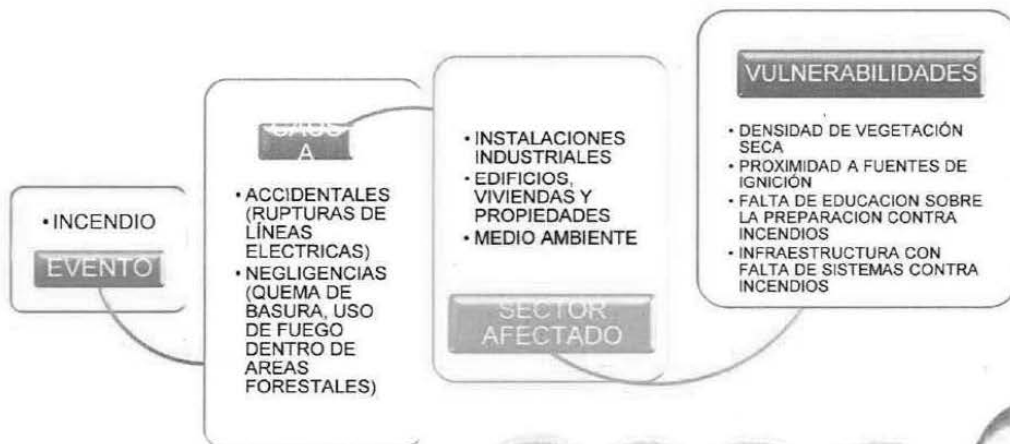 • INCENDIO
EVENTO
CAUS
A
• ACCIDENTALES
(RUPTURAS DE
LÍNEAS
ELECTRICAS)
• NEGLIGENCIAS
(QUEMA DE
BASURA, USO
DE FUEGO
DENTRO DE
AREAS
FORESTALES)
• INSTALACIONES
INDUSTRIALES
• EDIFICIOS,
VIVIENDAS Y
PROPIEDADES
• MEDIO AMBIENTE
SECTOR
AFECTADO
VULNERABILIDADES
• DENSIDAD DE VEGETACIÓN
SECA
• PROXIMIDAD A FUENTES DE
IGNICIÓN
• FALTA DE EDUCACION SOBRE
LA PREPARACION CONTRA
INCENDIOS
• INFRAESTRUCTURA CON
FALTA DE SISTEMAS CONTRA
INCENDIOS